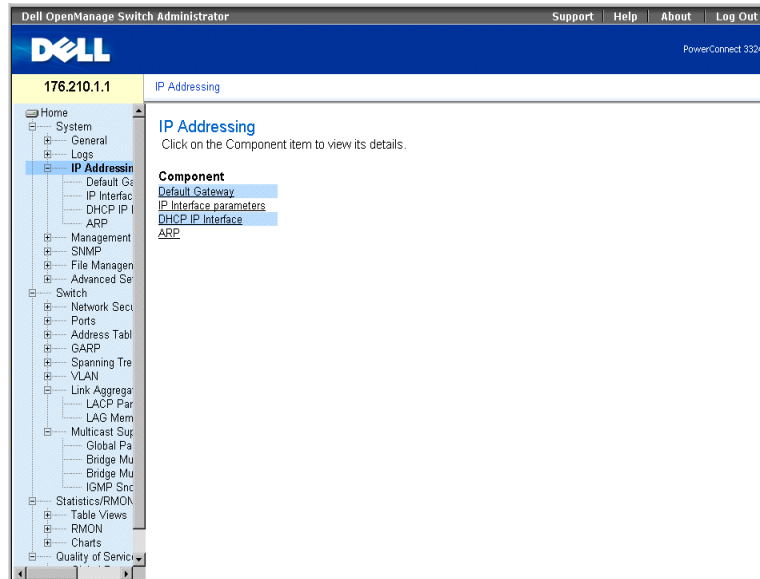 Dell OpenManage Switch Administrator
Support Help About Log Out
DELL
PowerConnect 332
176.210.1.1
IP Addressing
Home
System
General
Logs
IP Addressin
Default Ga
IP Interfac
DHCP IP I
ARP
Management
SNMP
File Managen
Advanced Set
Switch
Network Secu
Ports
Address Tabl
GARP
Spanning Tre
VLAN
Link Aggregat
LACP Par
LAG Mem
Multicast Sup
Global Pa
Bridge Mu
Bridge Mu
IGMP Sno
Statistics/RMON
Table Views
RMON
Charts
Quality of Service
IP Addressing
Click on the Component item to view its details.
Component
Default Gateway
IP Interface parameters
DHCP IP Interface
ARP